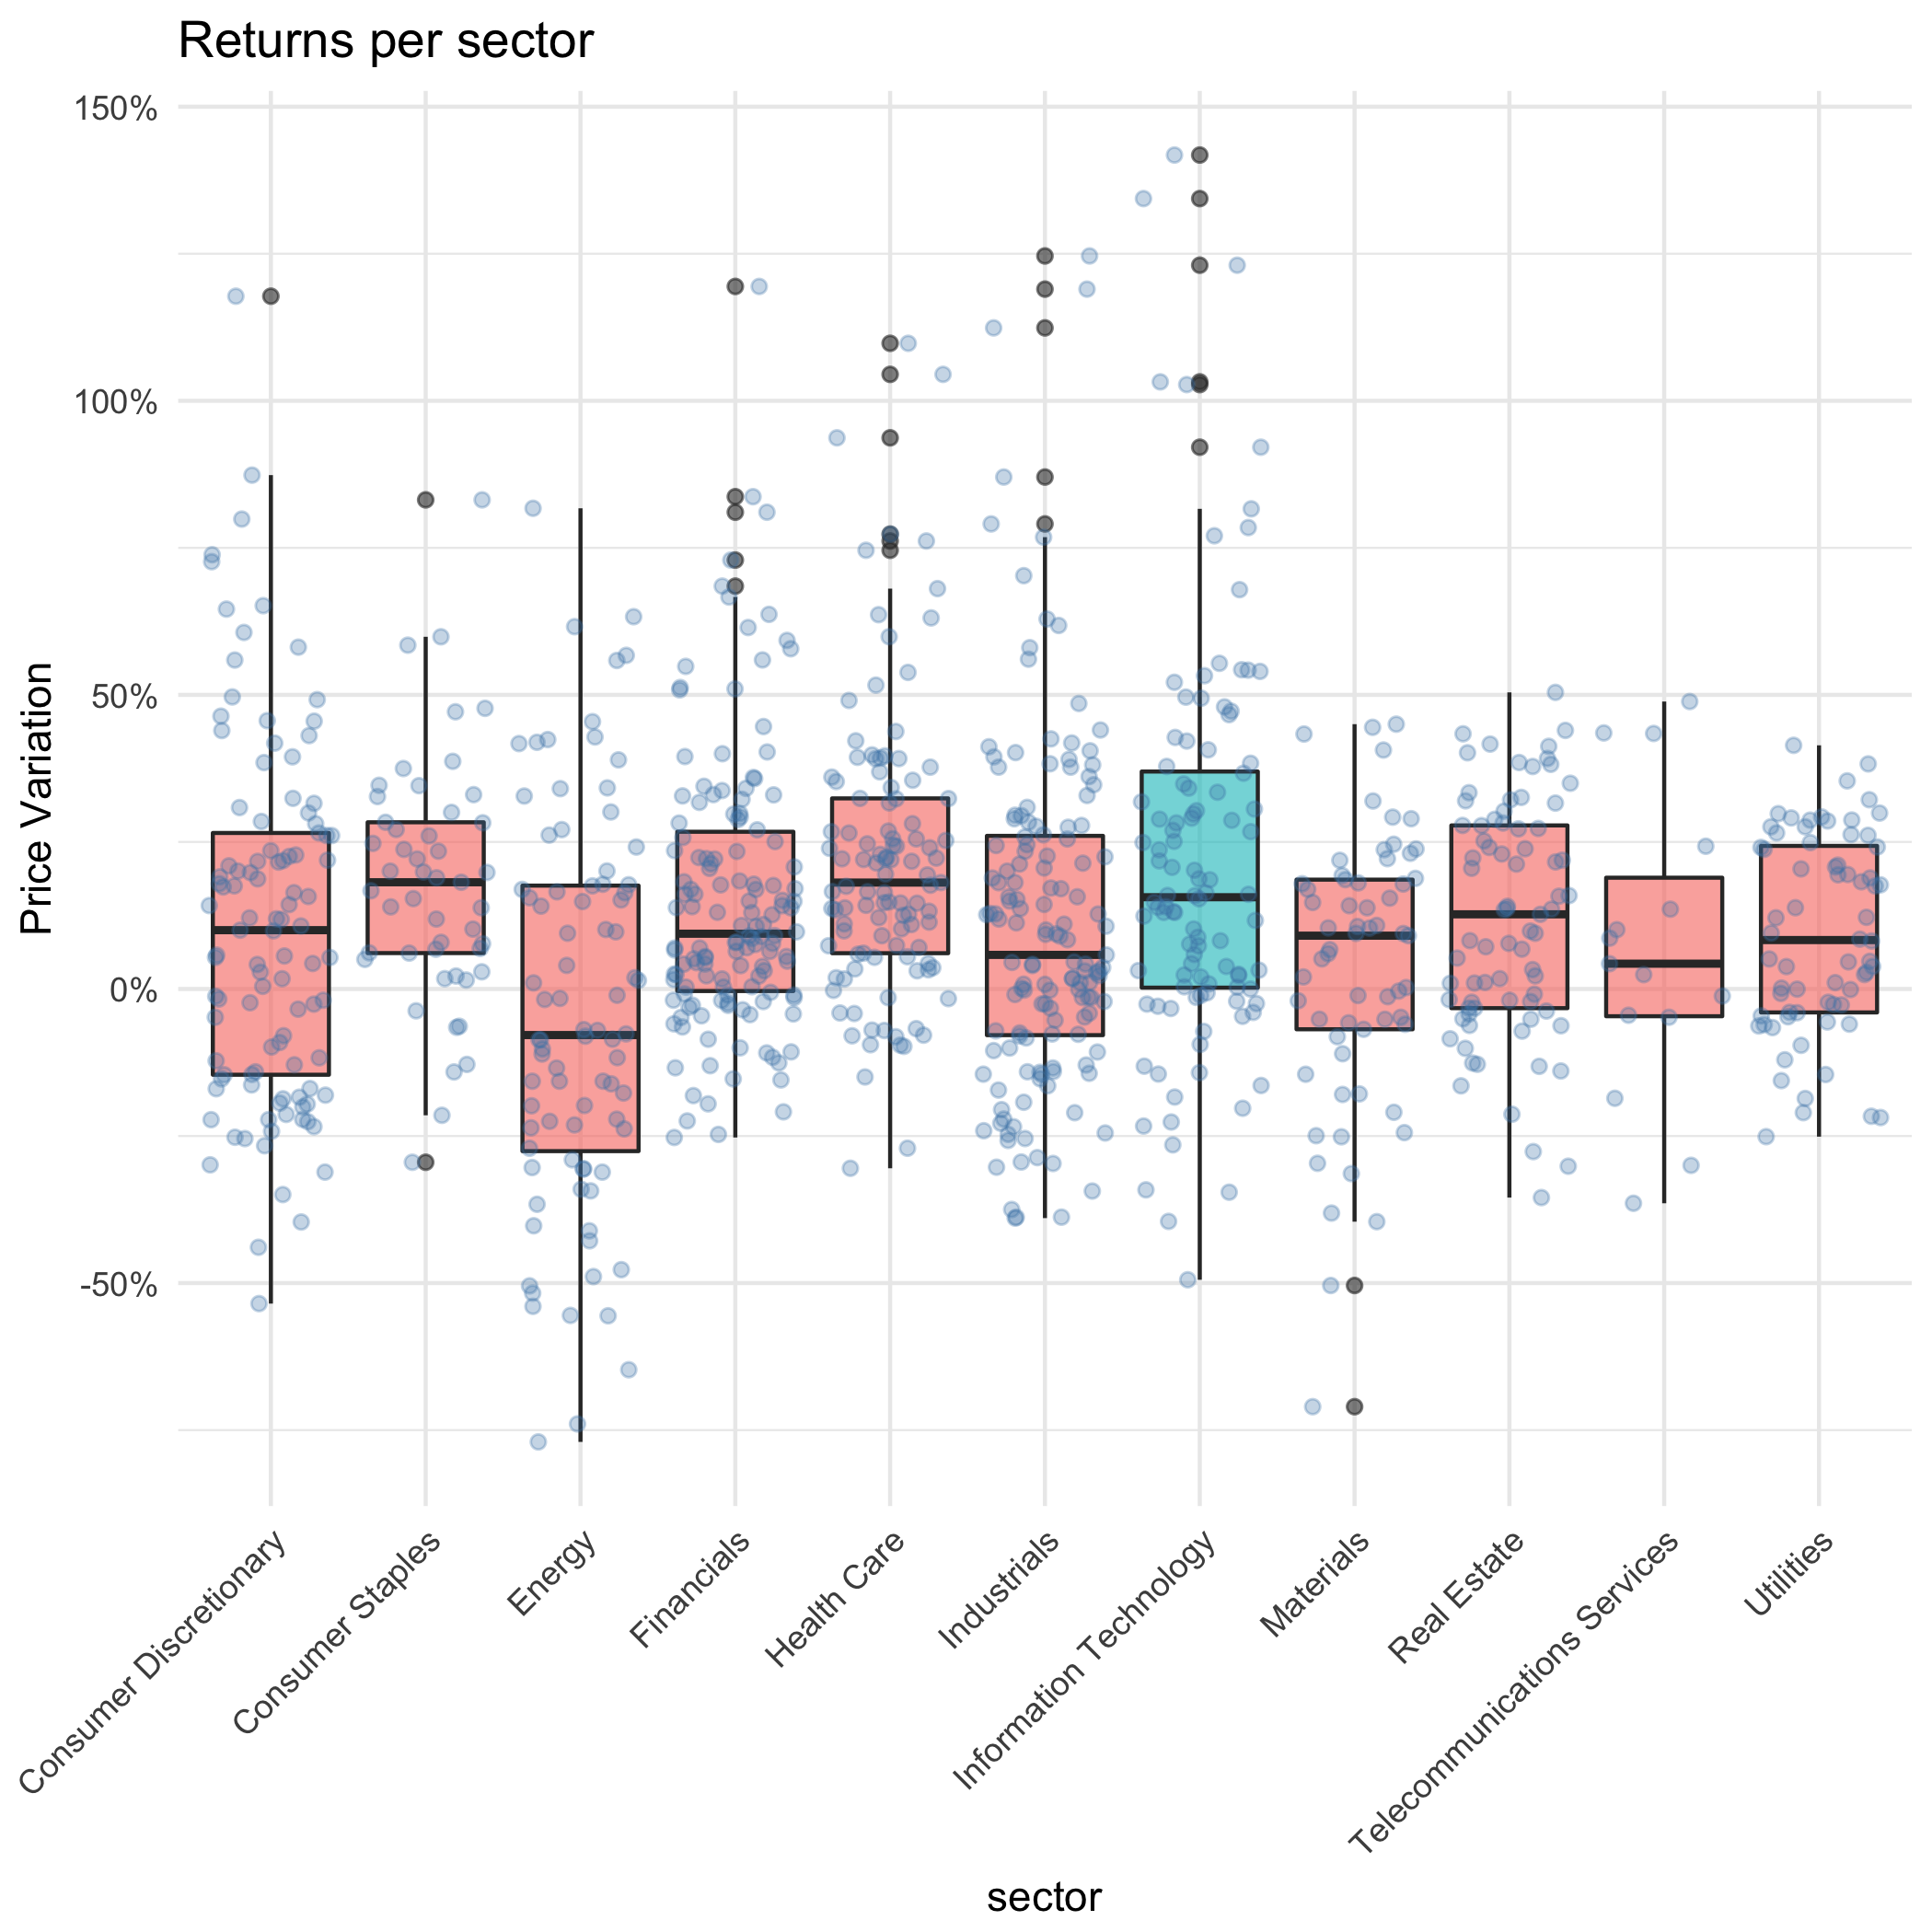 Returns per sector
150%
100%
50%
0%
-50%
Price Variation
Consumer Discretionary
Consumer Staples
Energy
Financials
Health Care
Industrials
Information Technology
Materials
Real Estate
Telecommunications Services
Utilities
sector